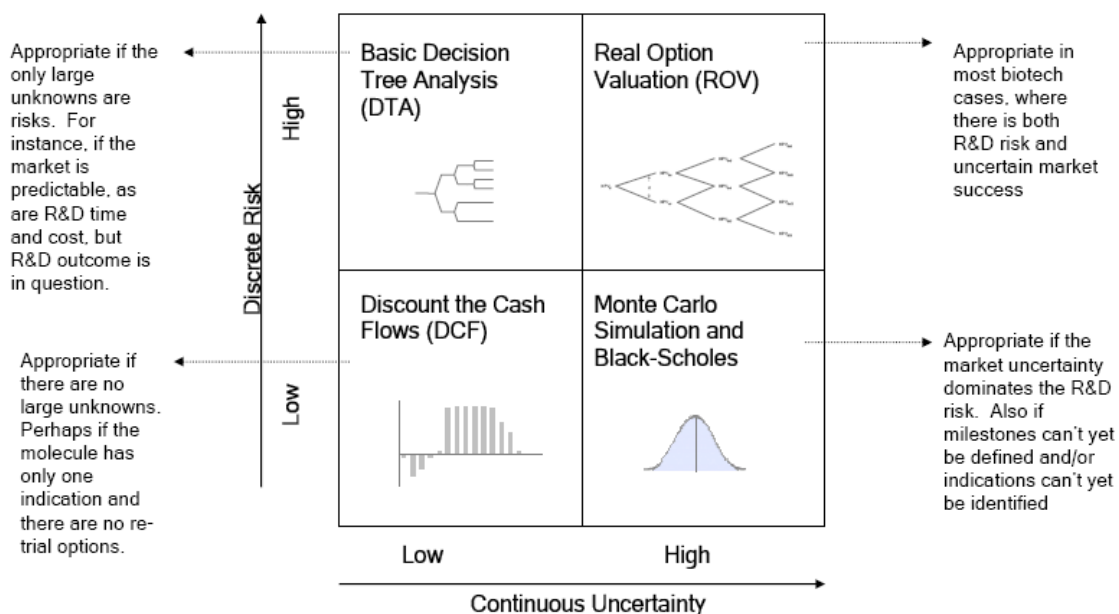 Appropriate if the
only large
unknowns are
risks. For
instance, if the
market is
predictable, as
are R&D time
and cost, but
R&D outcome is
in question.
Appropriate if
there are no
large unknowns.
Perhaps if the
molecule has
only one
indication and
there are no re-
trial options.
Discrete Risk
High
Low
Basic Decision
Tree Analysis
(DTA)
Real Option
Valuation (ROV)
Discount the Cash
Flows (DCF)
Monte Carlo
Simulation and
Black-Scholes
Appropriate in
most biotech
cases, where
there is both
R&D risk and
uncertain market
success
Appropriate if the
market uncertainty
dominates the R&D
risk. Also if
milestones can't yet
be defined and/or
indications can't yet
be identified
Low
High
Continuous Uncertainty